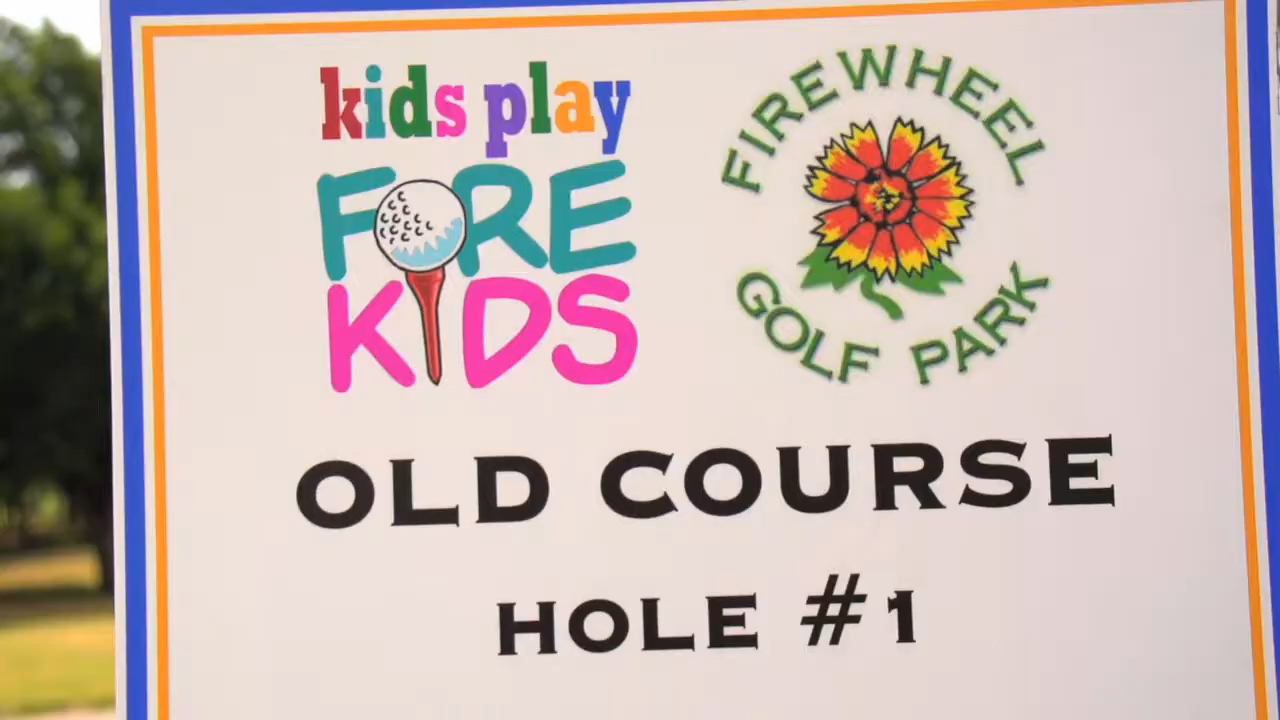 kids play
FORE
KIDS
FIREWHEEL
GOLF PARK
OLD COURSE
HOLE #1